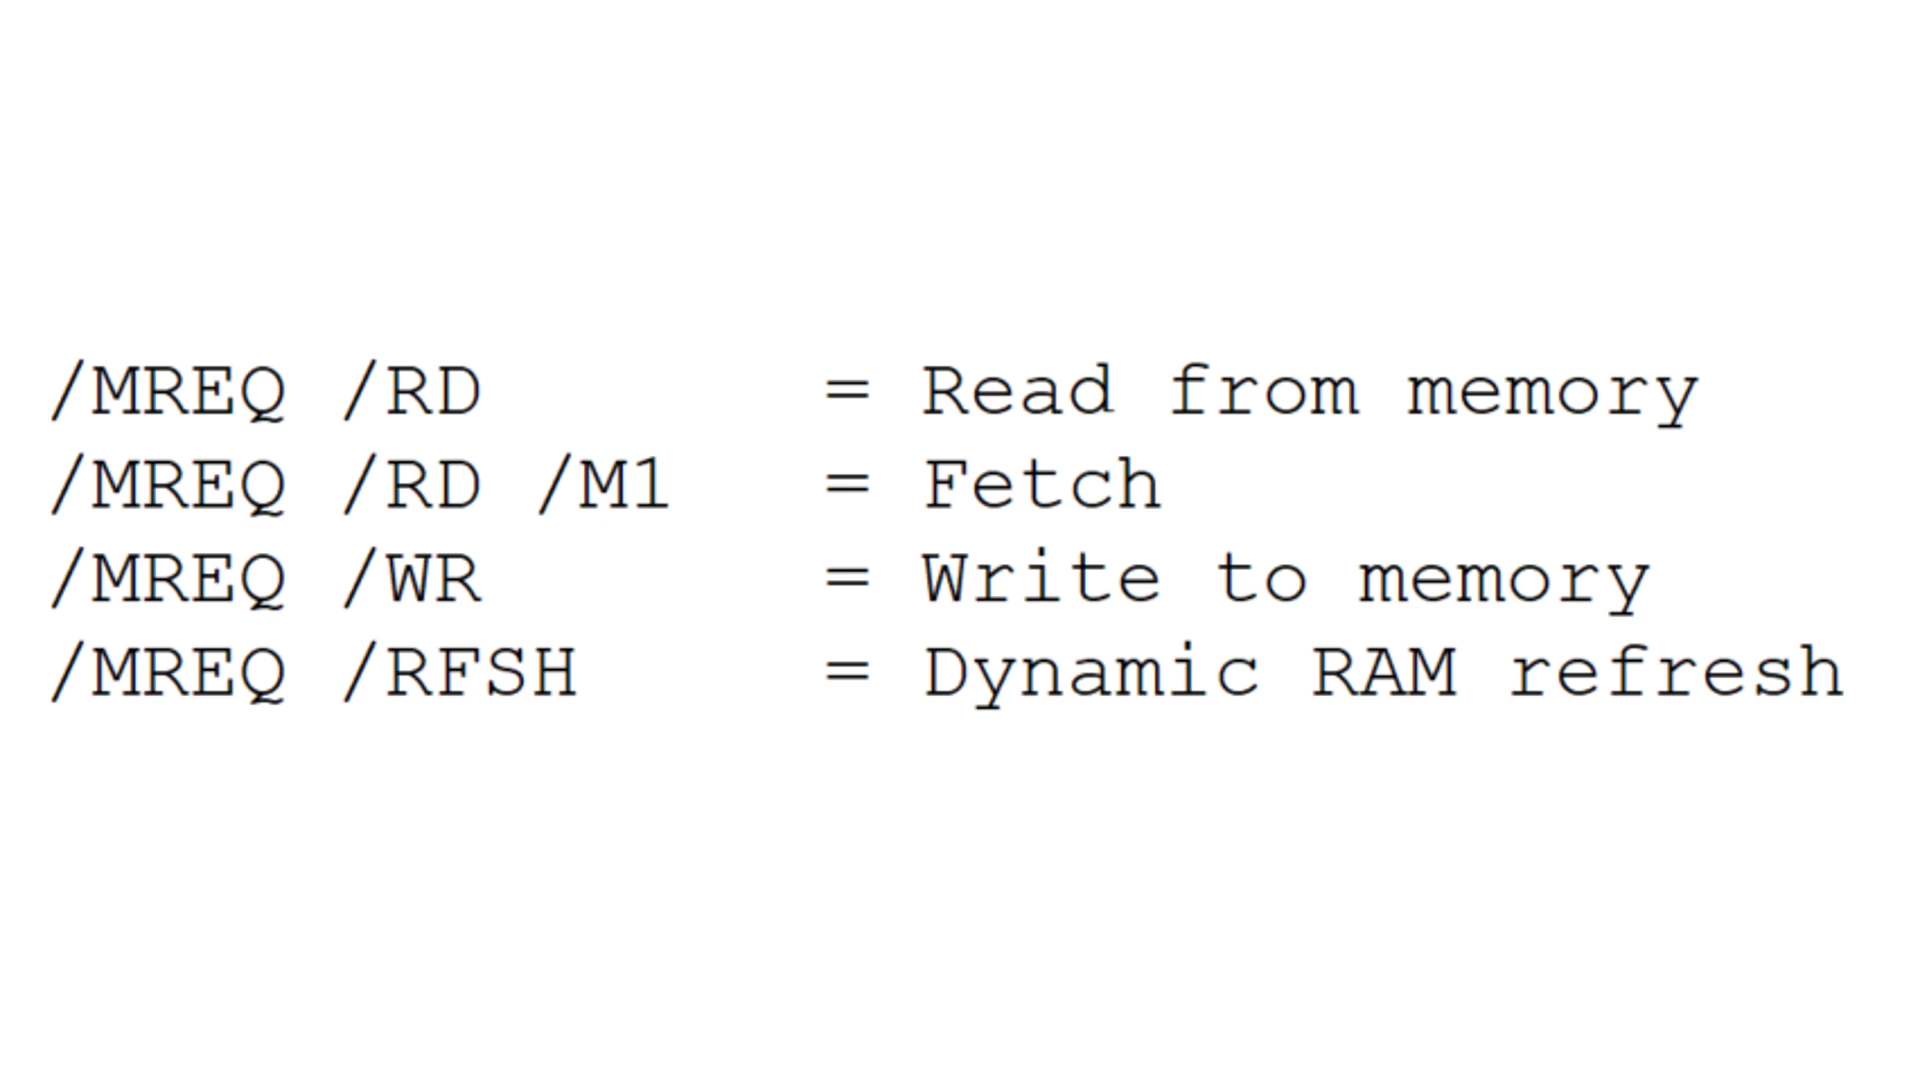 /MREQ /RD = Read from memory
/MREQ /RD /M1 = Fetch
/MREQ /WR = Write to memory
/MREQ /RFSH = Dynamic RAM refresh